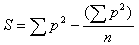 S = ∑ p² − (∑ p²) / n